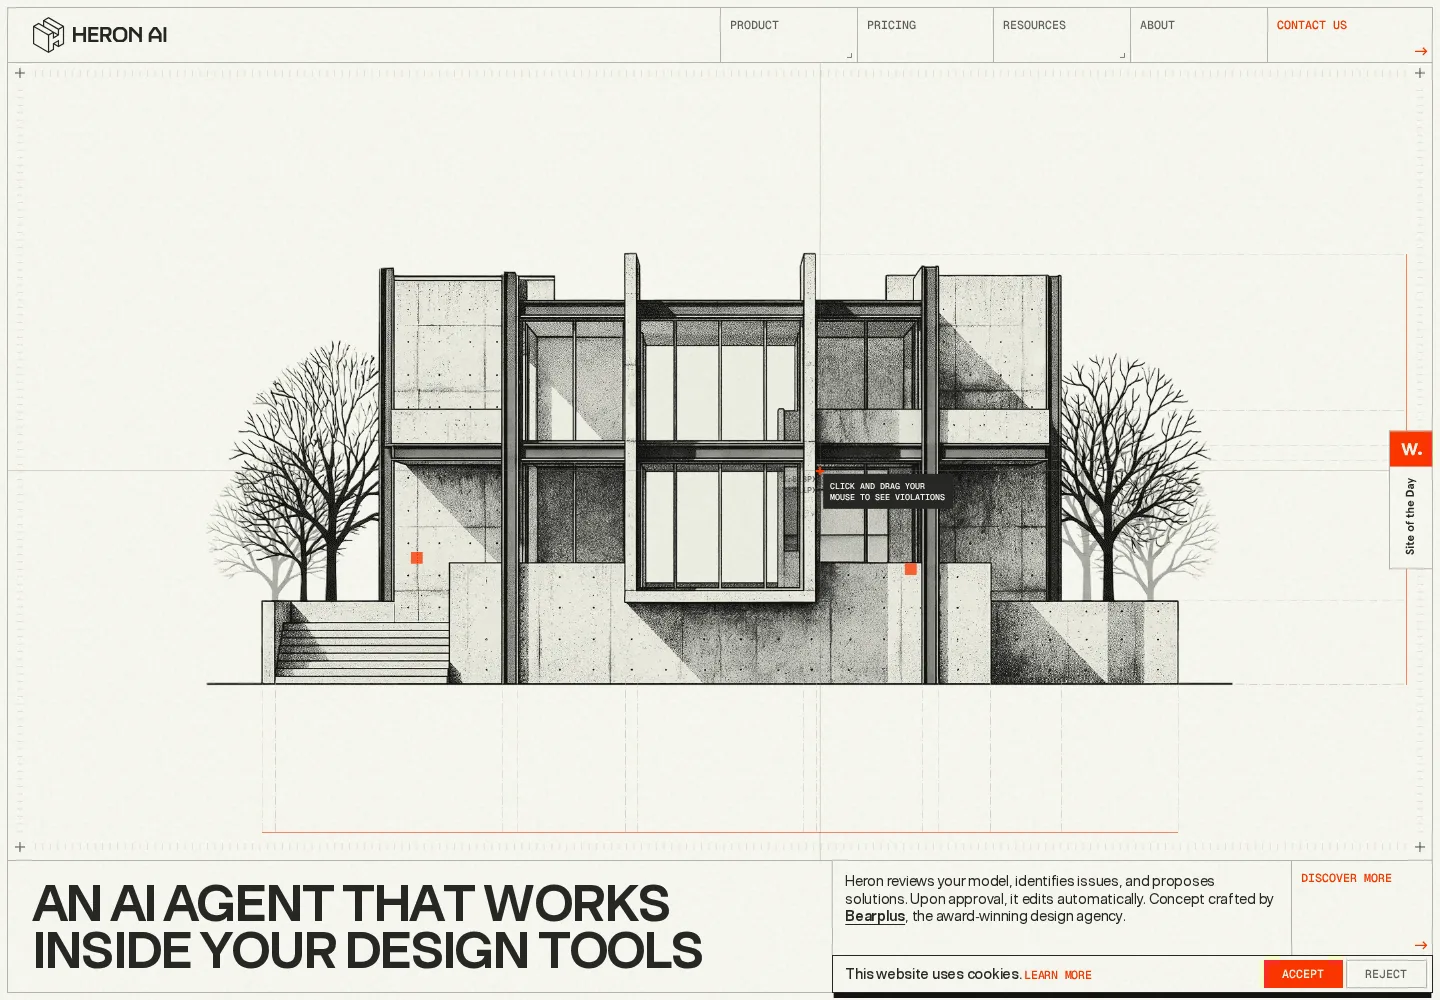 HERON AI
PRODUCT
PRICING
RESOURCES
ABOUT
CONTACT US
CLICK AND DRAG YOUR
MOUSE TO SEE VIOLATIONS
W.
Site of the Day
AN AI AGENT THAT WORKS
INSIDE YOUR DESIGN TOOLS
Heron reviews your model, identifies issues, and proposes
solutions. Upon approval, it edits automatically. Concept crafted by
Bearplus, the award-winning design agency.
DISCOVER MORE
This website uses cookies. LEARN MORE
ACCEPT
REJECT